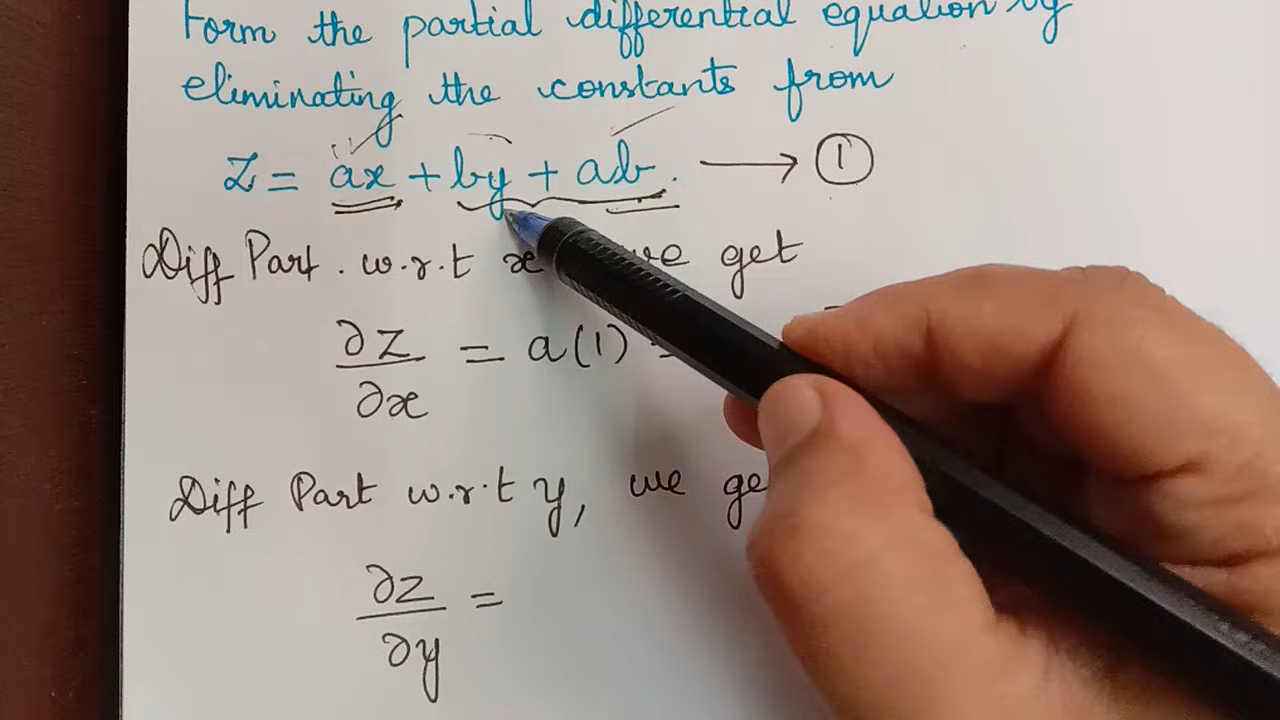 Form the partial differential equation by
eliminating the constants from
Z = ax + by + ab. → ①
Diff Part. w.r.t x we get
∂z/∂x = a(1)
Diff Part w.r.t y, we ge
∂z/∂y =